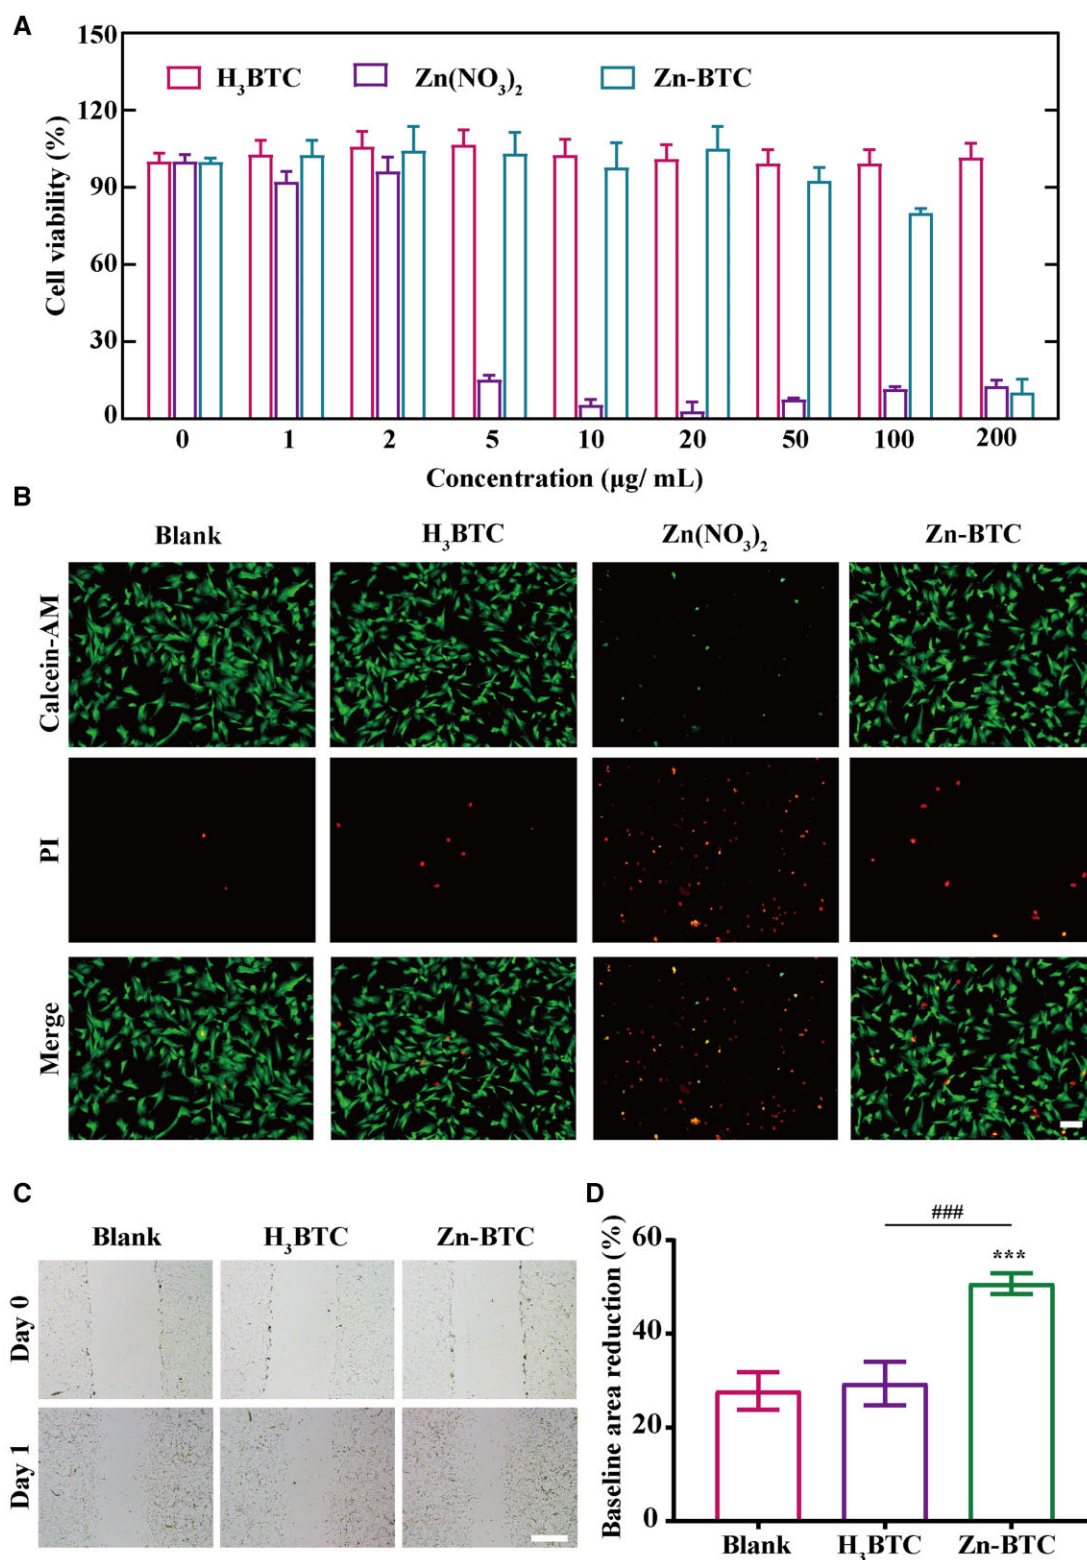 A
150
120
90
60
30
0
Cell viability (%)
H₃BTC
Zn(NO₃)₂
Zn-BTC
0 1 2 5 10 20 50 100 200
Concentration (μg/ mL)
B
Blank H₃BTC Zn(NO₃)₂ Zn-BTC
Calcein-AM
PI
Merge
C
Blank H₃BTC Zn-BTC
Day 0
Day 1
D
Baseline area reduction (%)
60
40
20
0
###
***
Blank H₃BTC Zn-BTC